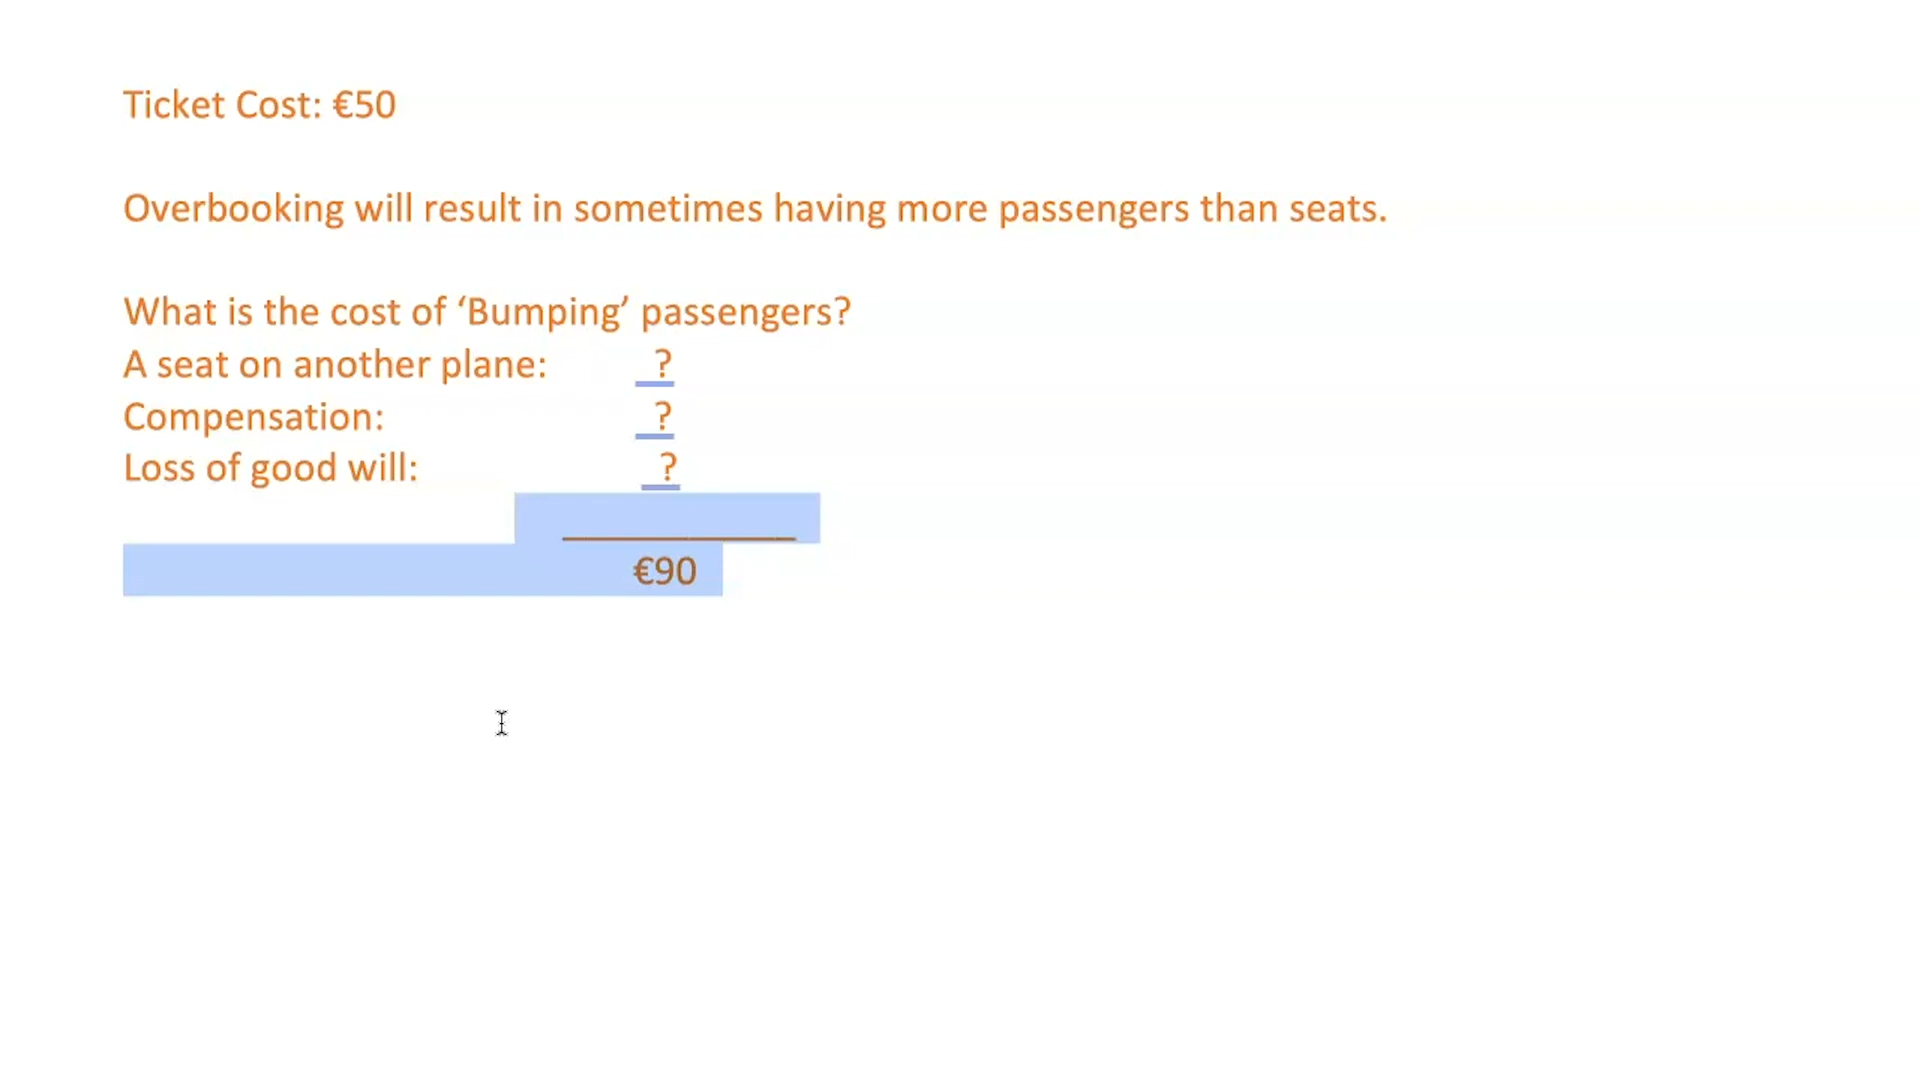 Ticket Cost: €50
Overbooking will result in sometimes having more passengers than seats.
What is the cost of ‘Bumping’ passengers?
A seat on another plane: ?
Compensation: ?
Loss of good will: ?
€90